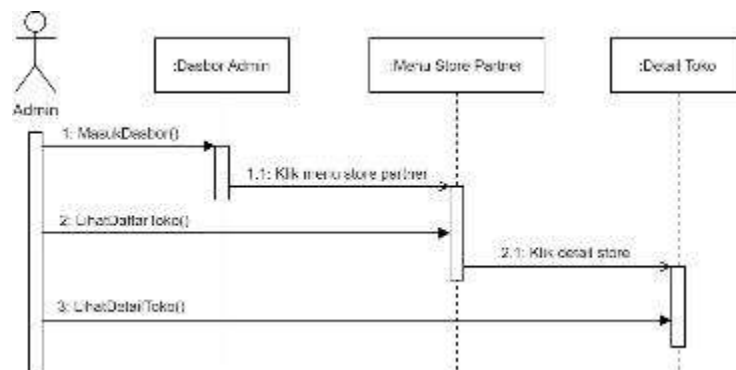 :Dasbor Admin
:Menu Store Partner
:Detail Toko
Admin
1: MasukDasbor()
1.1: Klik menu store partner
2: LihatDaftarToko()
2.1: Klik detail store
3: LihatDetailToko()